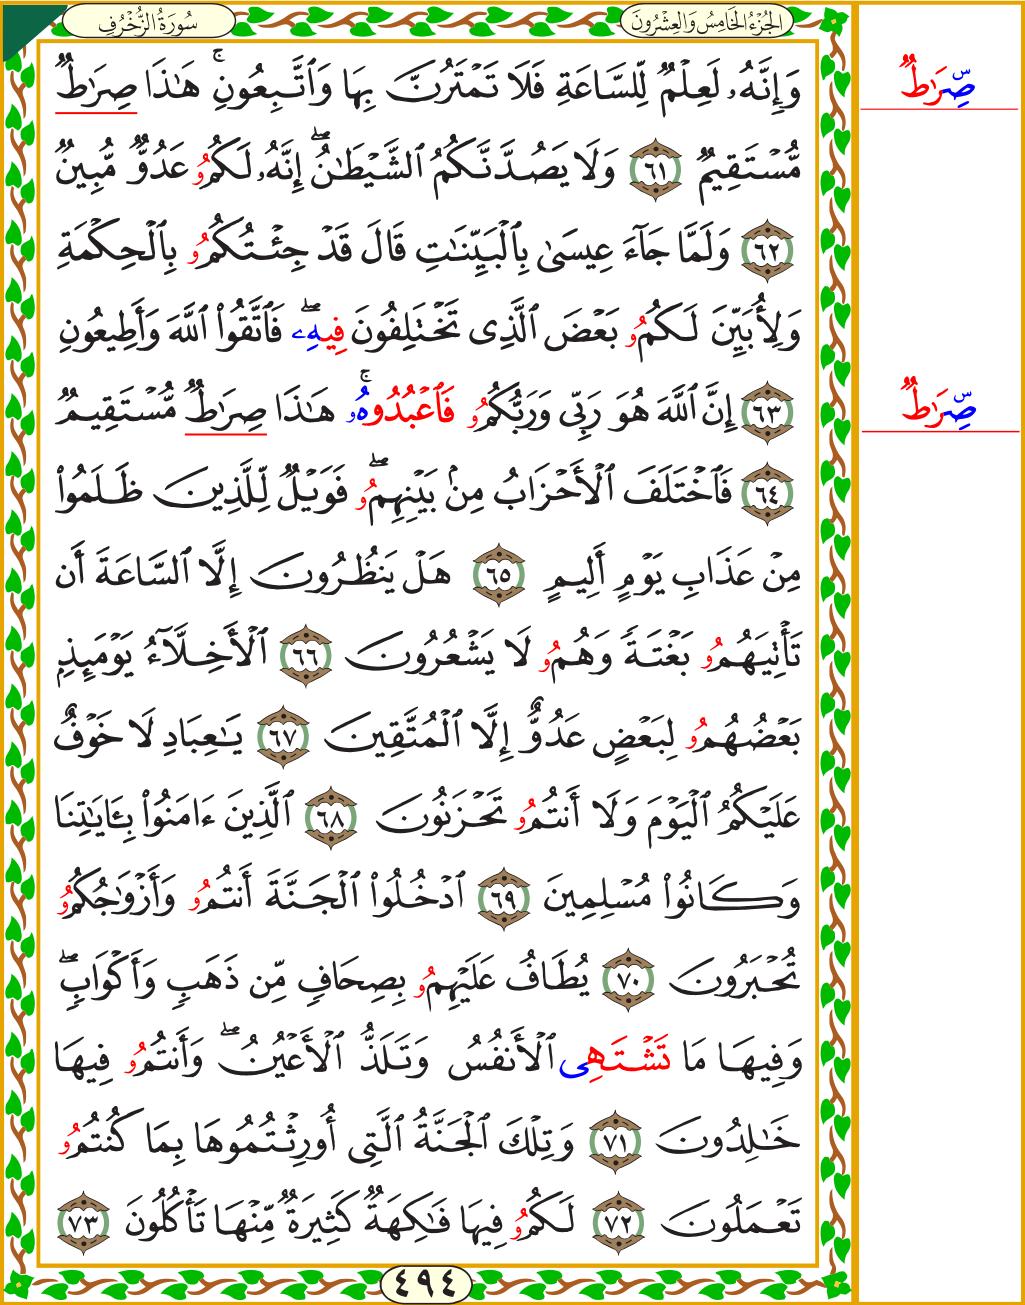 سُورَةُ الزُّخْرُفِ
الجُزْءُ الخَامِسُ وَالعِشْرُونَ
وَإِنَّهُۥ لَعِلْمٌ لِّلسَّاعَةِ فَلَا تَمْتَرُنَّ بِهَا وَٱتَّبِعُونِۚ هَٰذَا صِرَٰطٌ
صِّرَٰطٌ
مُّسْتَقِيمٌ ٦١ وَلَا يَصُدَّنَّكُمُ ٱلشَّيْطَٰنُۖ إِنَّهُۥ لَكُمُۥ عَدُوٌّ مُّبِينٌ
٦٢ وَلَمَّا جَآءَ عِيسَىٰ بِٱلْبَيِّنَٰتِ قَالَ قَدْ جِئْتُكُمُۥ بِٱلْحِكْمَةِ
وَلِأُبَيِّنَ لَكُمُۥ بَعْضَ ٱلَّذِى تَخْتَلِفُونَ فِيهِۦۖ فَٱتَّقُوا۟ ٱللَّهَ وَأَطِيعُونِ
٦٣ إِنَّ ٱللَّهَ هُوَ رَبِّى وَرَبُّكُمُۥ فَٱعْبُدُوهُۥۚ هَٰذَا صِرَٰطٌ مُّسْتَقِيمٌ
صِّرَٰطٌ
٦٤ فَٱخْتَلَفَ ٱلْأَحْزَابُ مِنۢ بَيْنِهِمُۥۖ فَوَيْلٌ لِّلَّذِينَ ظَلَمُوا۟
مِنْ عَذَابِ يَوْمٍ أَلِيمٍ ٦٥ هَلْ يَنظُرُونَ إِلَّا ٱلسَّاعَةَ أَن
تَأْتِيَهُمُۥ بَغْتَةً وَهُمُۥ لَا يَشْعُرُونَ ٦٦ ٱلْأَخِلَّآءُ يَوْمَئِذٍۭ
بَعْضُهُمُۥ لِبَعْضٍ عَدُوٌّ إِلَّا ٱلْمُتَّقِينَ ٦٧ يَٰعِبَادِ لَا خَوْفٌ
عَلَيْكُمُ ٱلْيَوْمَ وَلَا أَنتُمُۥ تَحْزَنُونَ ٦٨ ٱلَّذِينَ ءَامَنُوا۟ بِـَٔايَٰتِنَا
وَكَانُوا۟ مُسْلِمِينَ ٦٩ ٱدْخُلُوا۟ ٱلْجَنَّةَ أَنتُمُۥ وَأَزْوَٰجُكُمُۥ
تُحْبَرُونَ ٧٠ يُطَافُ عَلَيْهِمُۥ بِصِحَافٍ مِّن ذَهَبٍ وَأَكْوَابٍۖ
وَفِيهَا مَا تَشْتَهِى ٱلْأَنفُسُ وَتَلَذُّ ٱلْأَعْيُنُۖ وَأَنتُمُۥ فِيهَا
خَٰلِدُونَ ٧١ وَتِلْكَ ٱلْجَنَّةُ ٱلَّتِى أُورِثْتُمُوهَا بِمَا كُنتُمُۥ
تَعْمَلُونَ ٧٢ لَكُمُۥ فِيهَا فَٰكِهَةٌ كَثِيرَةٌ مِّنْهَا تَأْكُلُونَ ٧٣
٤٩٤